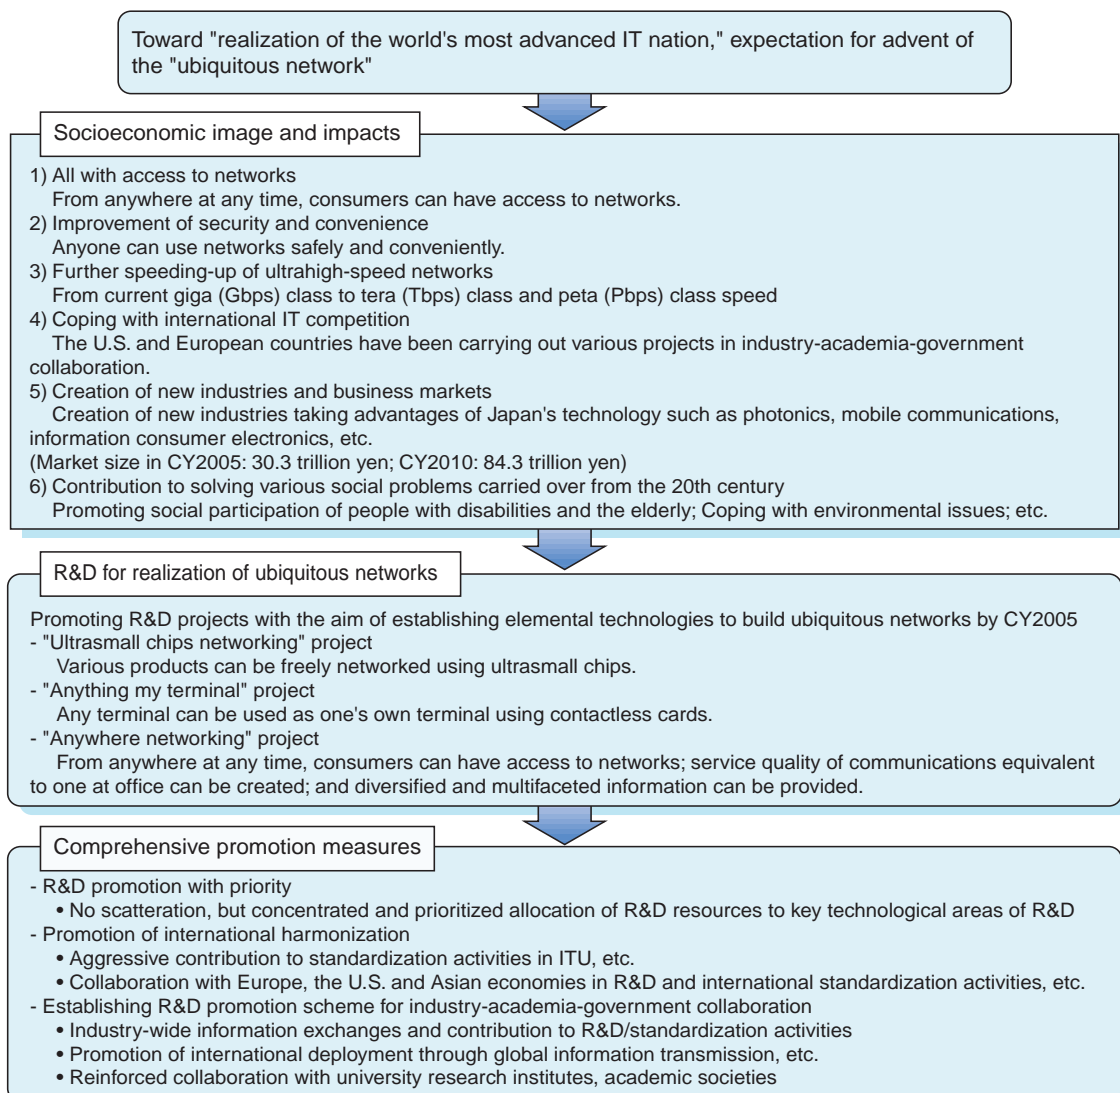 Toward "realization of the world's most advanced IT nation," expectation for advent of
the "ubiquitous network"
Socioeconomic image and impacts
1) All with access to networks
From anywhere at any time, consumers can have access to networks.
2) Improvement of security and convenience
Anyone can use networks safely and conveniently.
3) Further speeding-up of ultrahigh-speed networks
From current giga (Gbps) class to tera (Tbps) class and peta (Pbps) class speed
4) Coping with international IT competition
The U.S. and European countries have been carrying out various projects in industry-academia-government
collaboration.
5) Creation of new industries and business markets
Creation of new industries taking advantages of Japan's technology such as photonics, mobile communications,
information consumer electronics, etc.
(Market size in CY2005: 30.3 trillion yen; CY2010: 84.3 trillion yen)
6) Contribution to solving various social problems carried over from the 20th century
Promoting social participation of people with disabilities and the elderly; Coping with environmental issues; etc.
R&D for realization of ubiquitous networks
Promoting R&D projects with the aim of establishing elemental technologies to build ubiquitous networks by CY2005
- "Ultrasmall chips networking" project
Various products can be freely networked using ultrasmall chips.
- "Anything my terminal" project
Any terminal can be used as one's own terminal using contactless cards.
- "Anywhere networking" project
From anywhere at any time, consumers can have access to networks; service quality of communications equivalent
to one at office can be created; and diversified and multifaceted information can be provided.
Comprehensive promotion measures
- R&D promotion with priority
• No scatteration, but concentrated and prioritized allocation of R&D resources to key technological areas of R&D
- Promotion of international harmonization
• Aggressive contribution to standardization activities in ITU, etc.
• Collaboration with Europe, the U.S. and Asian economies in R&D and international standardization activities, etc.
- Establishing R&D promotion scheme for industry-academia-government collaboration
• Industry-wide information exchanges and contribution to R&D/standardization activities
• Promotion of international deployment through global information transmission, etc.
• Reinforced collaboration with university research institutes, academic societies